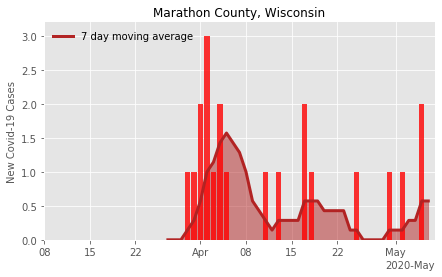 Marathon County, Wisconsin
7 day moving average
New Covid-19 Cases
3.0
2.5
2.0
1.5
1.0
0.5
0.0
08 15 22 Apr 08 15 22 May
2020-May